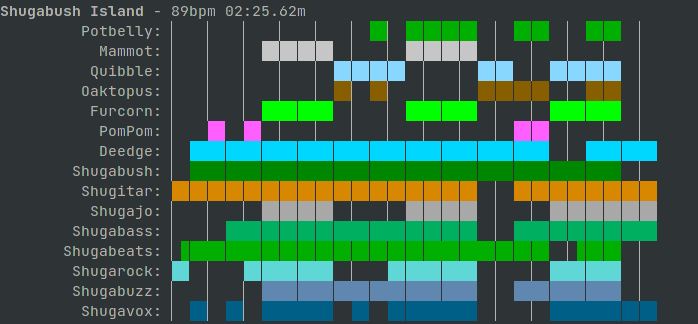 Shugabush Island - 89bpm 02:25.62m
Potbelly:
Mammot:
Quibble:
Oaktopus:
Furcorn:
PomPom:
Deedge:
Shugabush:
Shugitar:
Shugajo:
Shugabass:
Shugabeats:
Shugarock:
Shugabuzz:
Shugavox: